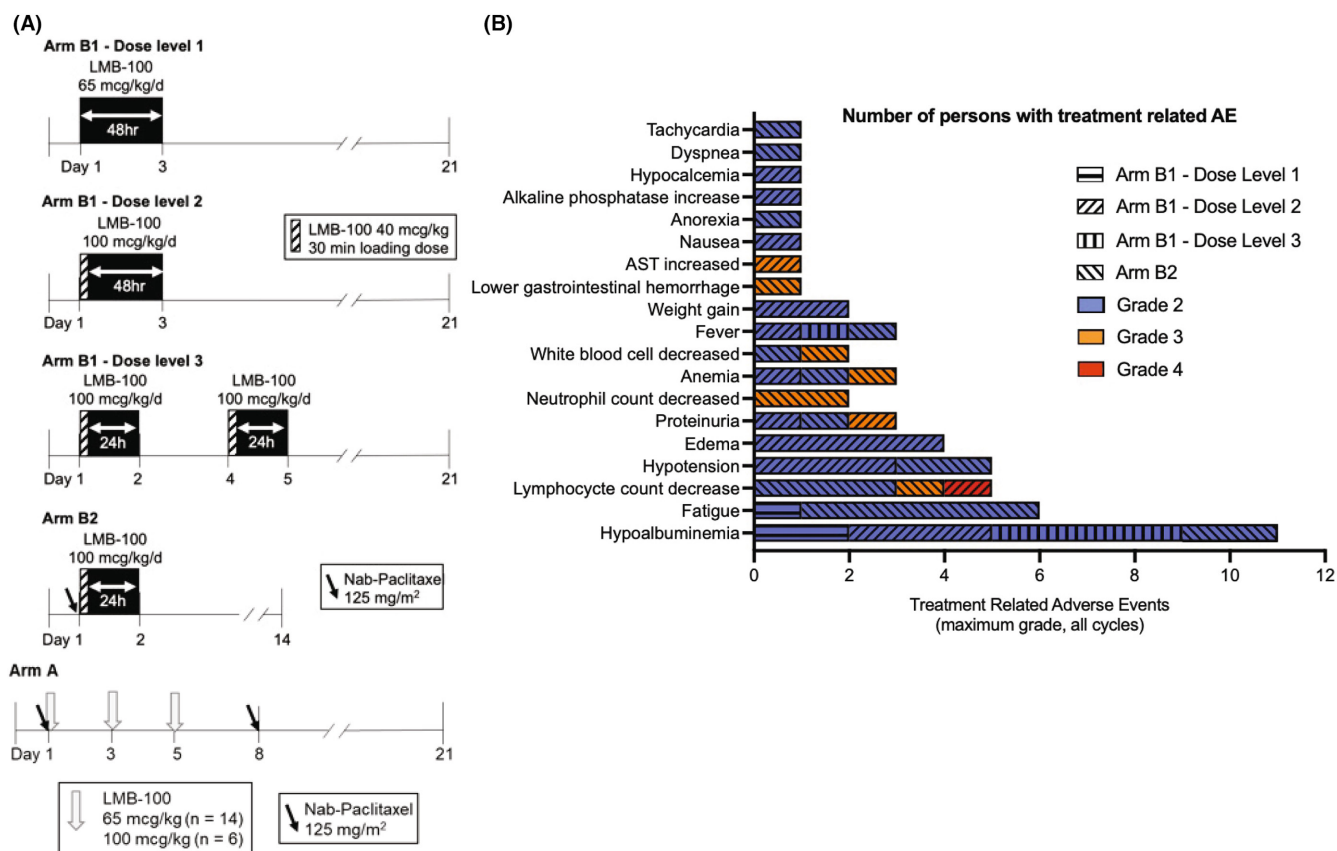 (A)
Arm B1 - Dose level 1
LMB-100
65 mcg/kg/d
48hr
Day 1
3
21
Arm B1 - Dose level 2
LMB-100
100 mcg/kg/d
LMB-100 40 mcg/kg
30 min loading dose
48hr
Day 1
3
21
Arm B1 - Dose level 3
LMB-100
100 mcg/kg/d
LMB-100
100 mcg/kg/d
24h
24h
Day 1
2
4
5
21
Arm B2
LMB-100
100 mcg/kg/d
24h
Nab-Paclitaxel
125 mg/m²
Day 1
2
14
Arm A
Day 1
3
5
8
21
LMB-100
65 mcg/kg (n = 14)
100 mcg/kg (n = 6)
Nab-Paclitaxel
125 mg/m²
(B)
Number of persons with treatment related AE
Tachycardia
Dyspnea
Hypocalcemia
Alkaline phosphatase increase
Anorexia
Nausea
AST increased
Lower gastrointestinal hemorrhage
Weight gain
Fever
White blood cell decreased
Anemia
Neutrophil count decreased
Proteinuria
Edema
Hypotension
Lymphocycte count decrease
Fatigue
Hypoalbuminemia
Arm B1 - Dose Level 1
Arm B1 - Dose Level 2
Arm B1 - Dose Level 3
Arm B2
Grade 2
Grade 3
Grade 4
0 2 4 6 8 10 12
Treatment Related Adverse Events
(maximum grade, all cycles)